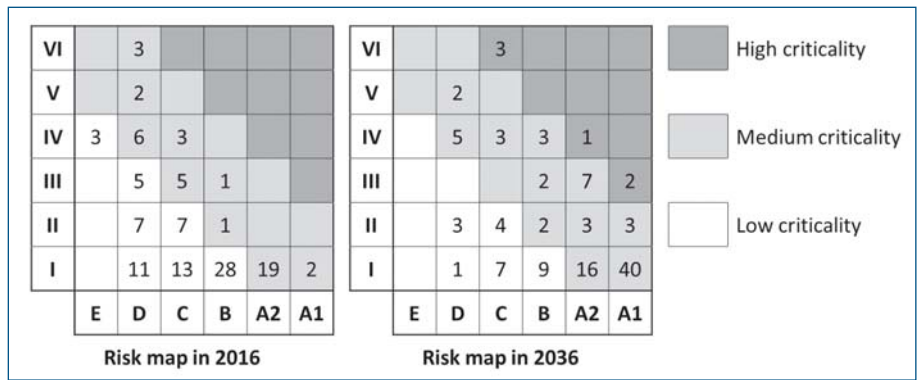 VI 3
V 2
IV 3 6 3
III 5 5 1
II 7 7 1
I 11 13 28 19 2
E D C B A2 A1
Risk map in 2016
VI 3
V 2
IV 5 3 3 1
III 2 7 2
II 3 4 2 3 3
I 1 7 9 16 40
E D C B A2 A1
Risk map in 2036
High criticality
Medium criticality
Low criticality